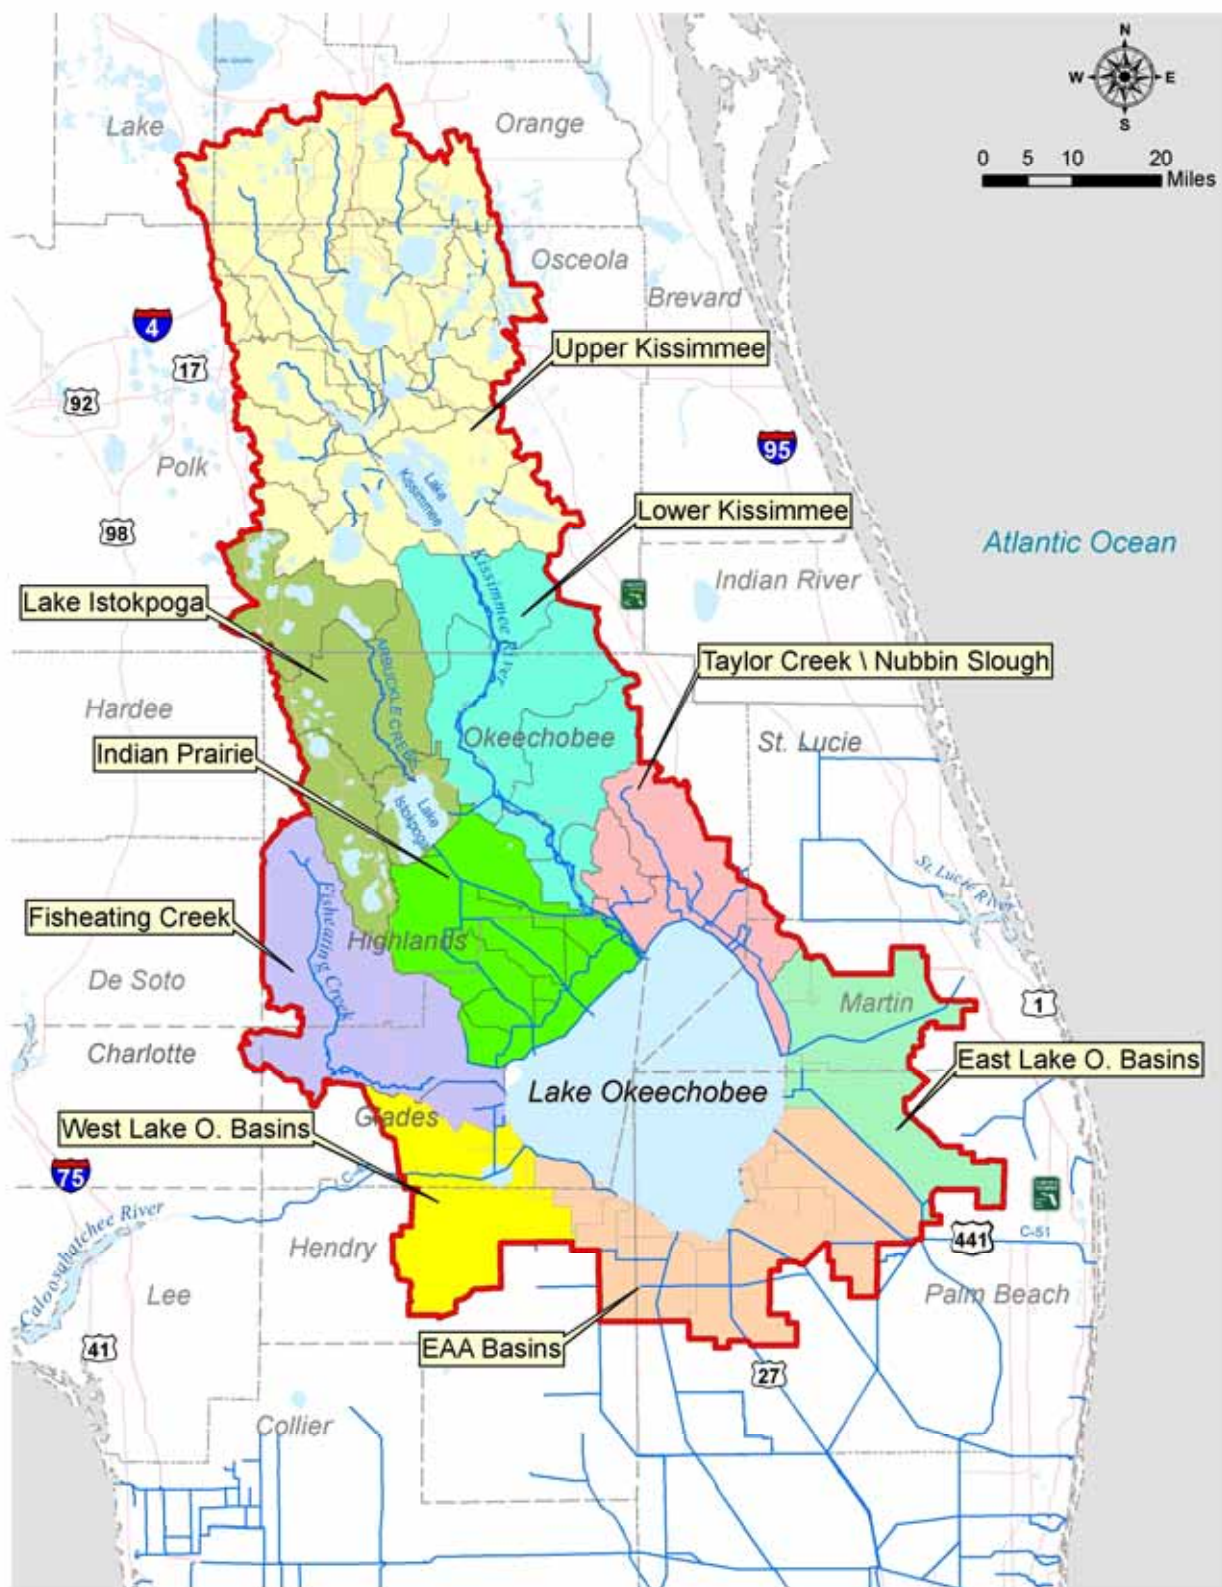 N
W E
S
0 5 10 20
Miles
Lake
Orange
Osceola
Brevard
4
Upper Kissimmee
17
92
95
Polk
Lake
Kissimmee
Lower Kissimmee
98
Atlantic Ocean
Kissimmee River
Indian River
Lake Istokpoga
ARBUCKLE CREEK
Taylor Creek \ Nubbin Slough
Hardee
Okeechobee
St. Lucie
Indian Prairie
Lake
Istokpoga
St. Lucie River
Fisheating Creek
Fisheating Creek
Highlands
De Soto
Martin
1
Charlotte
East Lake O. Basins
Lake Okeechobee
Glades
West Lake O. Basins
75
Caloosahatchee River
441
C-51
Hendry
Lee
Palm Beach
EAA Basins
41
27
Collier